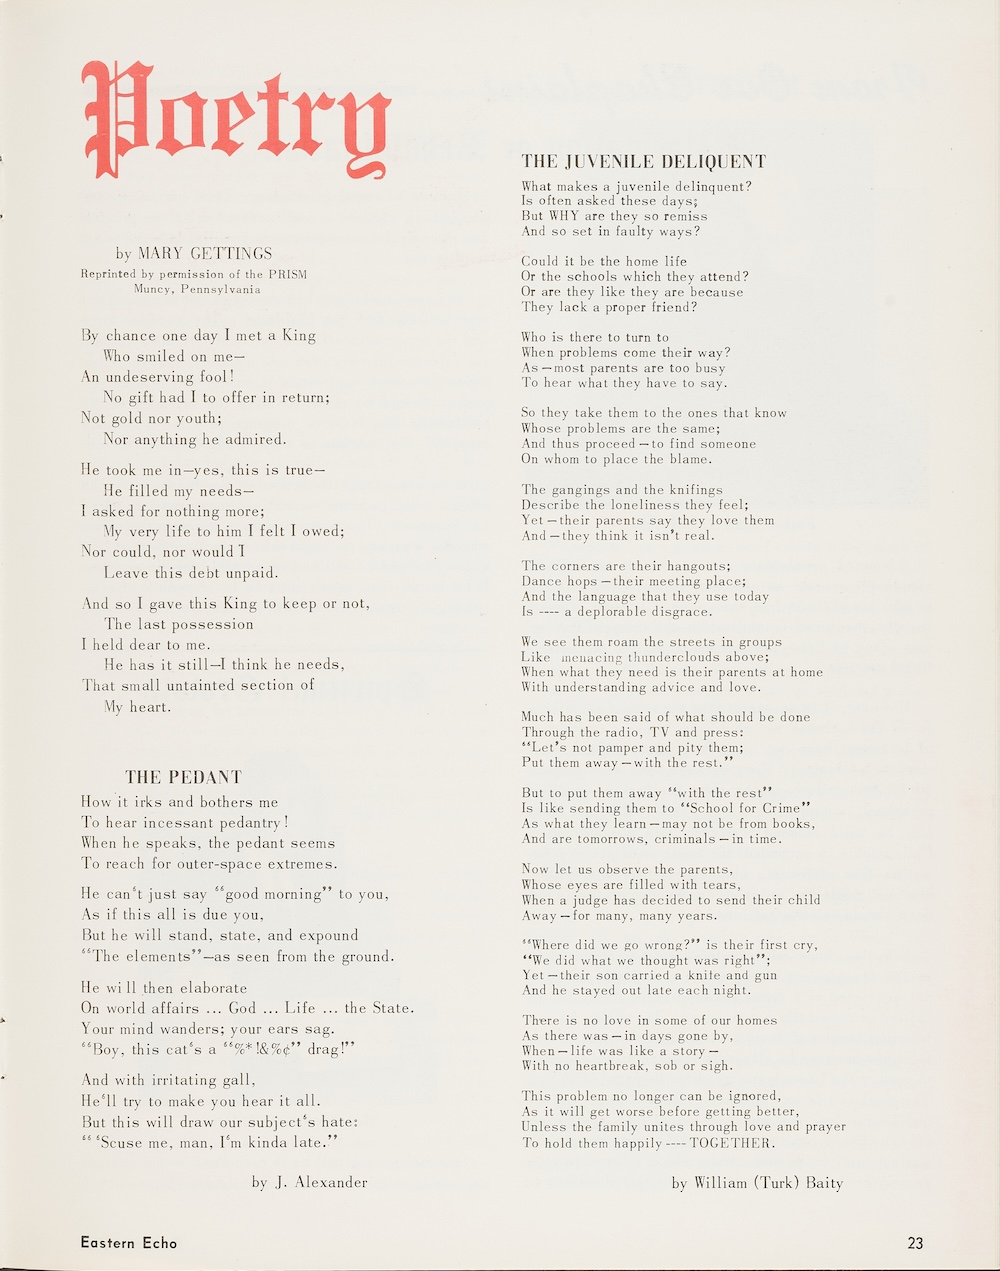 Poetry
by MARY GETTINGS
Reprinted by permission of the PRISM
Muncy, Pennsylvania
By chance one day I met a King
Who smiled on me—
An undeserving fool!
No gift had I to offer in return;
Not gold nor youth;
Nor anything he admired.
He took me in—yes, this is true—
He filled my needs—
I asked for nothing more;
My very life to him I felt I owed;
Nor could, nor would I
Leave this debt unpaid.
And so I gave this King to keep or not,
The last possession
I held dear to me.
He has it still—I think he needs,
That small untainted section of
My heart.
THE PEDANT
How it irks and bothers me
To hear incessant pedantry!
When he speaks, the pedant seems
To reach for outer-space extremes.
He can‘t just say “good morning” to you,
As if this all is due you,
But he will stand, state, and expound
“The elements”—as seen from the ground.
He will then elaborate
On world affairs ... God ... Life ... the State.
Your mind wanders; your ears sag.
“Boy, this cat‘s a “%*!&%¢” drag!”
And with irritating gall,
He‘ll try to make you hear it all.
But this will draw our subject‘s hate:
“ ‘Scuse me, man, I‘m kinda late.”
by J. Alexander
THE JUVENILE DELIQUENT
What makes a juvenile delinquent?
Is often asked these days;
But WHY are they so remiss
And so set in faulty ways?
Could it be the home life
Or the schools which they attend?
Or are they like they are because
They lack a proper friend?
Who is there to turn to
When problems come their way?
As—most parents are too busy
To hear what they have to say.
So they take them to the ones that know
Whose problems are the same;
And thus proceed—to find someone
On whom to place the blame.
The gangings and the knifings
Describe the loneliness they feel;
Yet—their parents say they love them
And—they think it isn’t real.
The corners are their hangouts;
Dance hops—their meeting place;
And the language that they use today
Is ---- a deplorable disgrace.
We see them roam the streets in groups
Like menacing thunderclouds above;
When what they need is their parents at home
With understanding advice and love.
Much has been said of what should be done
Through the radio, TV and press:
“Let’s not pamper and pity them;
Put them away—with the rest.”
But to put them away “with the rest”
Is like sending them to “School for Crime”
As what they learn—may not be from books,
And are tomorrows, criminals—in time.
Now let us observe the parents,
Whose eyes are filled with tears,
When a judge has decided to send their child
Away—for many, many years.
“Where did we go wrong?” is their first cry,
“We did what we thought was right”;
Yet—their son carried a knife and gun
And he stayed out late each night.
There is no love in some of our homes
As there was—in days gone by,
When—life was like a story—
With no heartbreak, sob or sigh.
This problem no longer can be ignored,
As it will get worse before getting better,
Unless the family unites through love and prayer
To hold them happily ---- TOGETHER.
by William (Turk) Baity
Eastern Echo
23